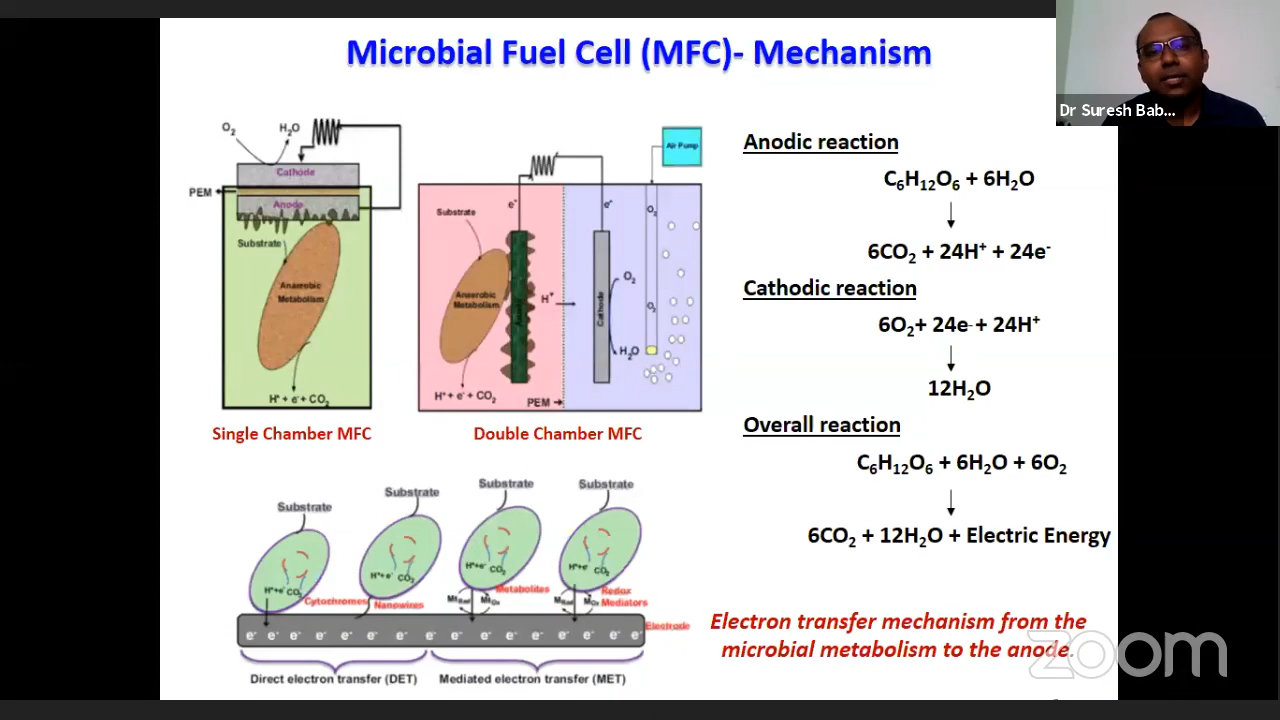 Microbial Fuel Cell (MFC)- Mechanism
Dr Suresh Bab...
O₂
H₂O
Cathode
PEM
Anode
Substrate
Anaerobic
Metabolism
H⁺ + e⁻ + CO₂
Single Chamber MFC
Air Pump
e⁻
e⁻
Substrate
O₂
Anaerobic
Metabolism
H⁺
Cathode
O₂
O₂
H₂O
H⁺ + e⁻ + CO₂
PEM
Double Chamber MFC
Anodic reaction
C₆H₁₂O₆ + 6H₂O
6CO₂ + 24H⁺ + 24e⁻
Cathodic reaction
6O₂+ 24e- + 24H⁺
12H₂O
Overall reaction
C₆H₁₂O₆ + 6H₂O + 6O₂
6CO₂ + 12H₂O + Electric Energy
Substrate
Substrate
Substrate
Substrate
H⁺+e⁻ CO₂
H⁺+e⁻ CO₂
H⁺+e⁻ CO₂
H⁺+e⁻ CO₂
Cytochromes
Nanowires
Metabolites
Redox
Mediators
M_Red M_Ox
M_Red M_Ox
Electrode
e⁻ e⁻ e⁻ e⁻ e⁻ e⁻ e⁻ e⁻ e⁻ e⁻ e⁻ e⁻ e⁻ e⁻ e⁻
Direct electron transfer (DET)
Mediated electron transfer (MET)
Electron transfer mechanism from the
microbial metabolism to the anode.
zoom